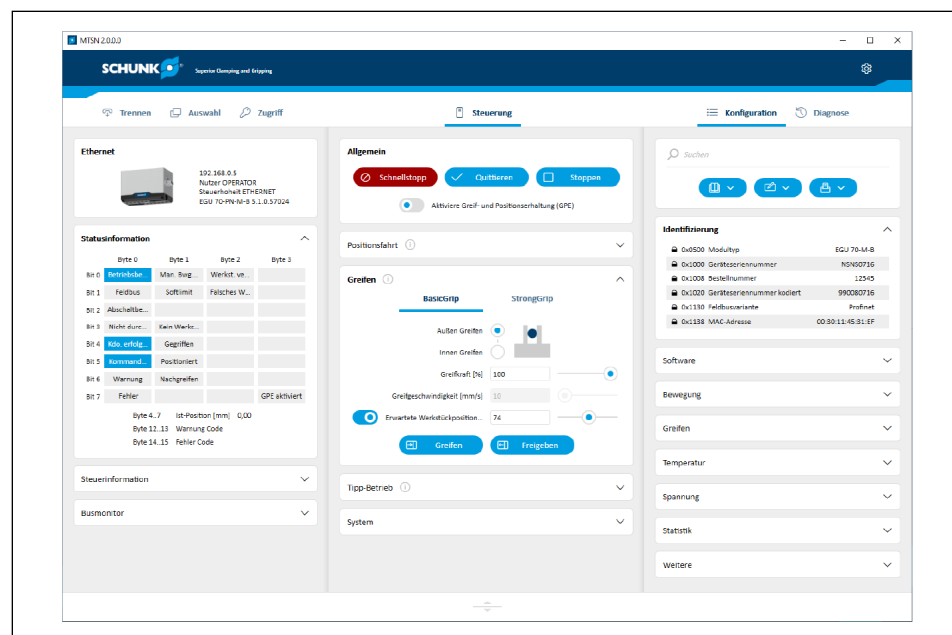 MTSN 2.0.0.0
SCHUNK
Superior Clamping and Gripping
Trennen
Auswahl
Zugriff
Steuerung
Konfiguration
Diagnose
Ethernet
192.168.0.5
Nutzer OPERATOR
Steuerhoheit ETHERNET
EGU 70-PN-M-B 5.1.0.57024
Statusinformation
Byte 0 Byte 1 Byte 2 Byte 3
Bit 0 Betriebsbe... Man. Bwg... Werkst. ve...
Bit 1 Feldbus Softlimit Falsches W...
Bit 2 Abschaltbe...
Bit 3 Nicht durc... Kein Werks...
Bit 4 Kdo. erfolg... Gegriffen
Bit 5 Kommand... Positioniert
Bit 6 Warnung Nachgreifen
Bit 7 Fehler GPE aktiviert
Byte 4..7 Ist-Position [mm] 0,00
Byte 12..13 Warnung Code
Byte 14..15 Fehler Code
Steuerinformation
Busmonitor
Allgemein
Schnellstopp
Quittieren
Stoppen
Aktiviere Greif- und Positionserhaltung (GPE)
Positionsfahrt
Greifen
BasicGrip
StrongGrip
Außen Greifen
Innen Greifen
Greifkraft [%] 100
Greifgeschwindigkeit [mm/s] 10
Erwartete Werkstückposition... 74
Greifen
Freigeben
Tipp-Betrieb
System
Suchen
Identifizierung
0x0500 Modultyp EGU 70-M-B
0x1000 Geräteseriennummer NSNS0716
0x1008 Bestellnummer 12345
0x1020 Geräteseriennummer kodiert 990080716
0x1130 Feldbusvariante Profinet
0x1138 MAC-Adresse 00:30:11:45:31:EF
Software
Bewegung
Greifen
Temperatur
Spannung
Statistik
Weitere